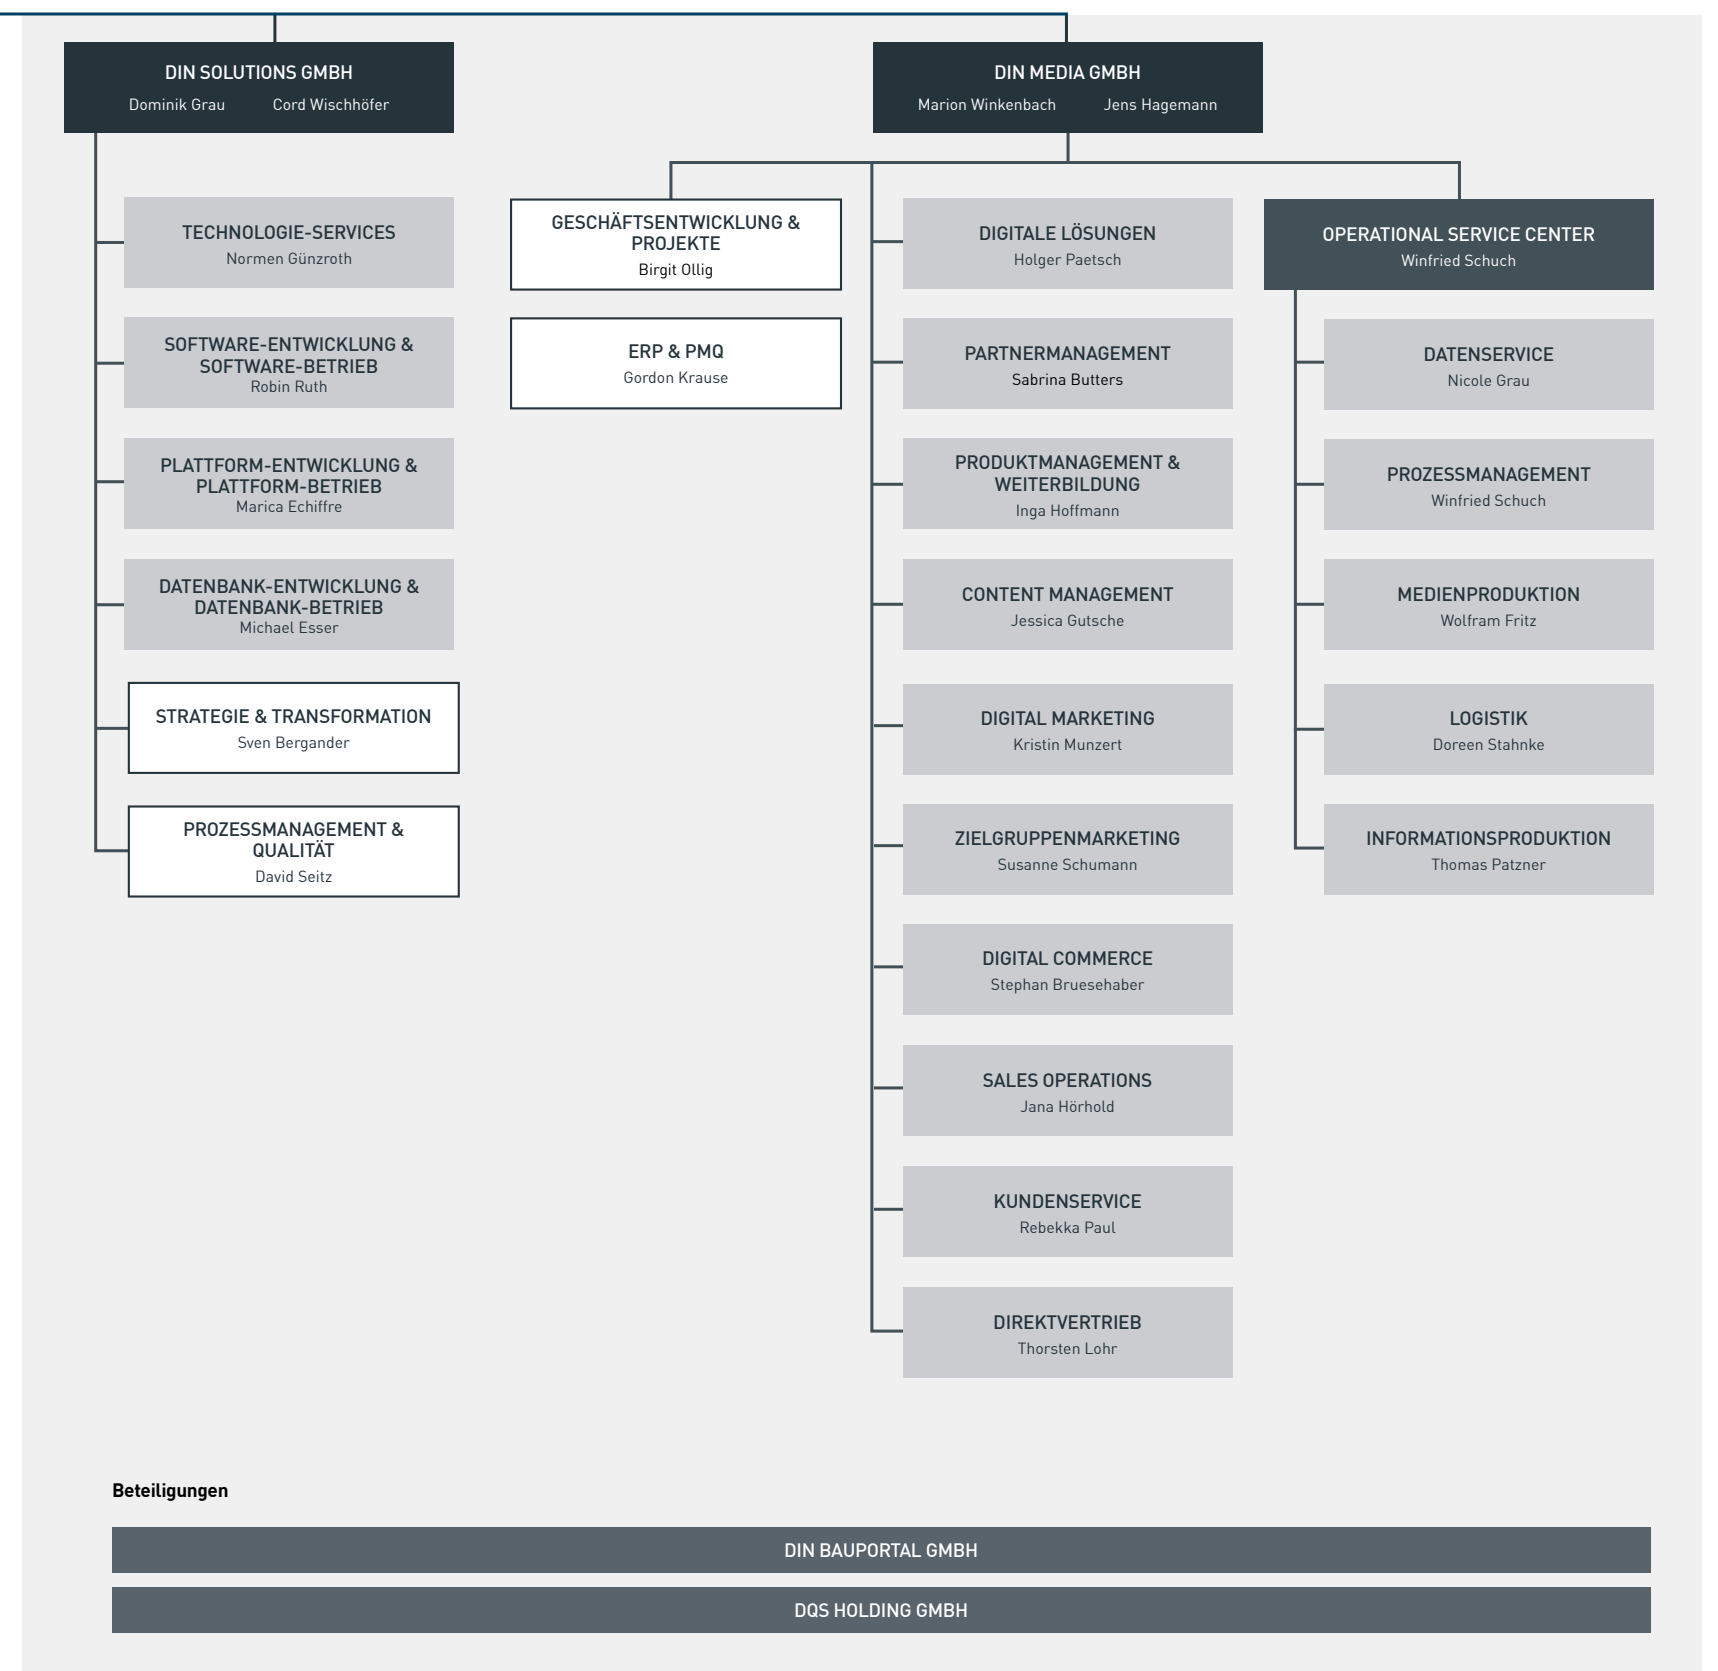 DIN SOLUTIONS GMBH
Dominik Grau Cord Wischhöfer
TECHNOLOGIE-SERVICES
Normen Günzroth
SOFTWARE-ENTWICKLUNG &
SOFTWARE-BETRIEB
Robin Ruth
PLATTFORM-ENTWICKLUNG &
PLATTFORM-BETRIEB
Marica Echiffre
DATENBANK-ENTWICKLUNG &
DATENBANK-BETRIEB
Michael Esser
STRATEGIE & TRANSFORMATION
Sven Bergander
PROZESSMANAGEMENT &
QUALITÄT
David Seitz
DIN MEDIA GMBH
Marion Winkenbach Jens Hagemann
GESCHÄFTSENTWICKLUNG &
PROJEKTE
Birgit Ollig
ERP & PMQ
Gordon Krause
DIGITALE LÖSUNGEN
Holger Paetsch
PARTNERMANAGEMENT
Sabrina Butters
PRODUKTMANAGEMENT &
WEITERBILDUNG
Inga Hoffmann
CONTENT MANAGEMENT
Jessica Gutsche
DIGITAL MARKETING
Kristin Munzert
ZIELGRUPPENMARKETING
Susanne Schumann
DIGITAL COMMERCE
Stephan Bruesehaber
SALES OPERATIONS
Jana Hörhold
KUNDENSERVICE
Rebekka Paul
DIREKTVERTRIEB
Thorsten Lohr
OPERATIONAL SERVICE CENTER
Winfried Schuch
DATENSERVICE
Nicole Grau
PROZESSMANAGEMENT
Winfried Schuch
MEDIENPRODUKTION
Wolfram Fritz
LOGISTIK
Doreen Stahnke
INFORMATIONSPRODUKTION
Thomas Patzner
Beteiligungen
DIN BAUPORTAL GMBH
DQS HOLDING GMBH